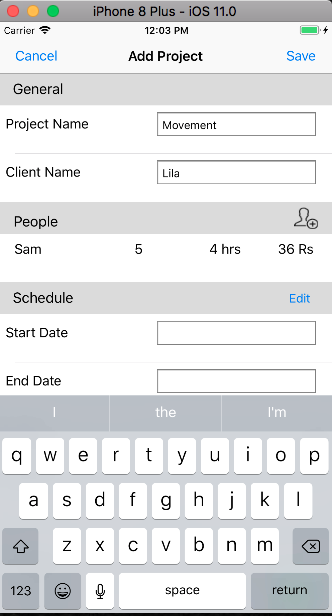 iPhone 8 Plus - iOS 11.0
Carrier 12:03 PM
Cancel Add Project Save
General
Project Name Movement
Client Name Lila
People
Sam 5 4 hrs 36 Rs
Schedule Edit
Start Date
End Date
I the I'm
q w e r t y u i o p
a s d f g h j k l
z x c v b n m
123 space return